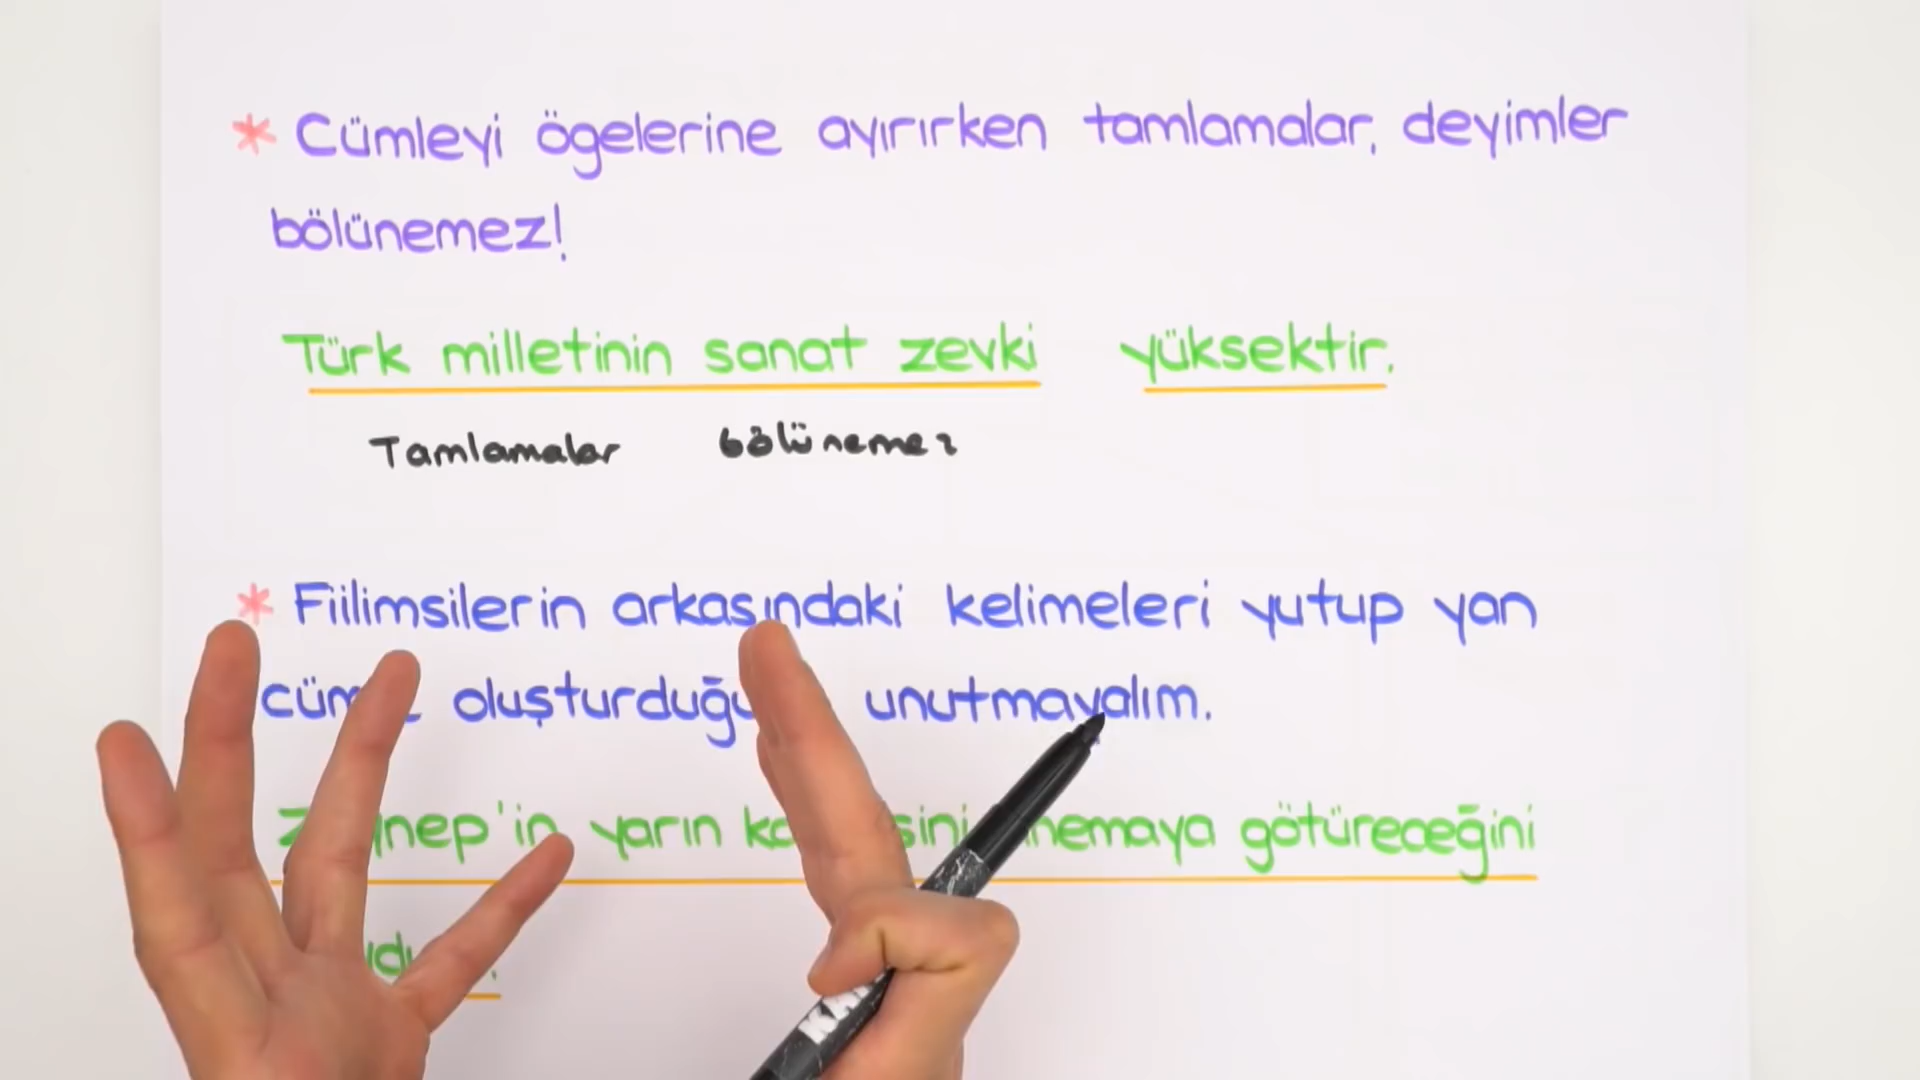 * Cümleyi ögelerine ayırırken tamlamalar, deyimler
bölünemez!
Türk milletinin sanat zevki yüksektir.
Tamlamalar bölünemez
* Fiilimsilerin arkasındaki kelimeleri yutup yan
oluşturduğu unutmayalım.
yarın götüreceğini